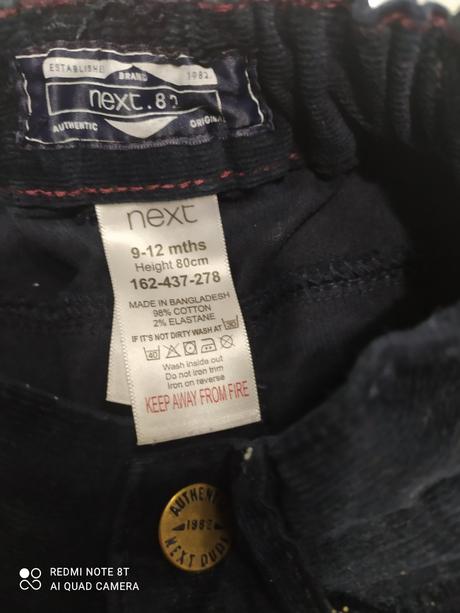 ESTABLISHED
BRAND
1982
next.82
AUTHENTIC
ORIGINAL
next
9-12 mths
Height 80cm
162-437-278
MADE IN BANGLADESH
98% COTTON
2% ELASTANE
IF IT'S NOT DIRTY WASH AT 30
40
Wash inside out
Do not iron trim
Iron on reverse
KEEP AWAY FROM FIRE
AUTHENTIC
1982
NEXT
REDMI NOTE 8T
AI QUAD CAMERA